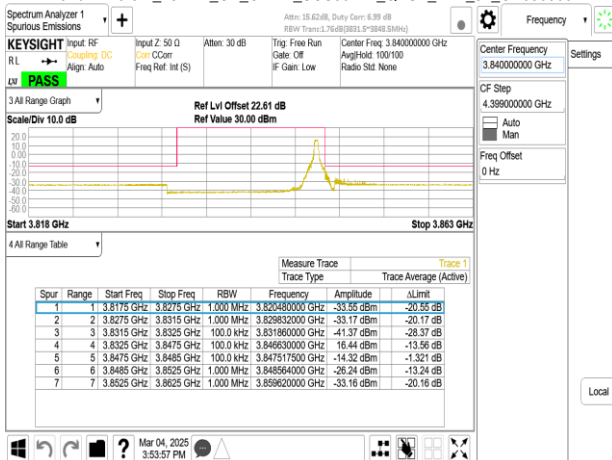 Spectrum Analyzer 1
Spurious Emissions
Attn: 15.62dB, Duty Corr: 6.99 dB
RBW Trans:1.76dB(3831.5~3848.5MHz)
Frequency
KEYSIGHT
Input: RF
Coupling: DC
Align: Auto
Input Z: 50 Ω
Corr CCorr
Freq Ref: Int (S)
Atten: 30 dB
Trig: Free Run
Gate: Off
IF Gain: Low
Center Freq: 3.840000000 GHz
Avg|Hold: 100/100
Radio Std: None
RL
LXI
PASS
Center Frequency
3.840000000 GHz
Settings
CF Step
4.399000000 GHz
Auto
Man
Freq Offset
0 Hz
3 All Range Graph
Ref Lvl Offset 22.61 dB
Scale/Div 10.0 dB
Ref Value 30.00 dBm
20.0
10.0
0.00
-10.0
-20.0
-30.0
-40.0
-50.0
-60.0
Start 3.818 GHz
Stop 3.863 GHz
4 All Range Table
Measure Trace Trace 1
Trace Type Trace Average (Active)
Spur Range Start Freq Stop Freq RBW Frequency Amplitude ΔLimit
1 1 3.8175 GHz 3.8275 GHz 1.000 MHz 3.820480000 GHz -33.55 dBm -20.55 dB
2 2 3.8275 GHz 3.8315 GHz 1.000 MHz 3.829832000 GHz -33.17 dBm -20.17 dB
3 3 3.8315 GHz 3.8325 GHz 100.0 kHz 3.831860000 GHz -41.37 dBm -28.37 dB
4 4 3.8325 GHz 3.8475 GHz 100.0 kHz 3.846630000 GHz 16.44 dBm -13.56 dB
5 5 3.8475 GHz 3.8485 GHz 100.0 kHz 3.847517500 GHz -14.32 dBm -1.321 dB
6 6 3.8485 GHz 3.8525 GHz 1.000 MHz 3.848564000 GHz -26.24 dBm -13.24 dB
7 7 3.8525 GHz 3.8625 GHz 1.000 MHz 3.859620000 GHz -33.16 dBm -20.16 dB
Local
Mar 04, 2025
3:53:57 PM